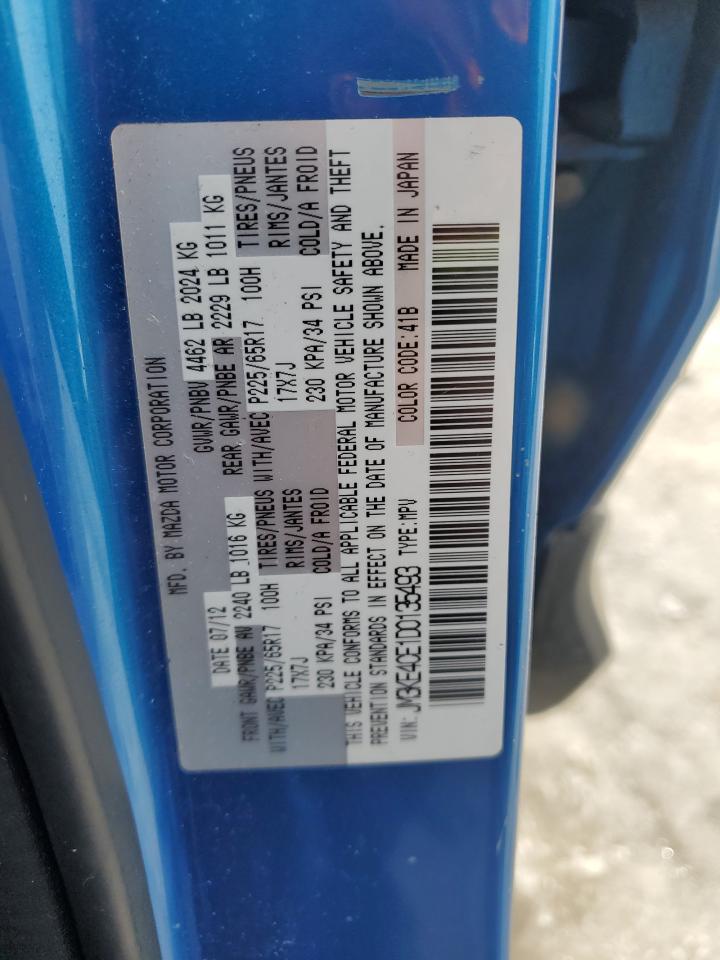 MFD. BY MAZDA MOTOR CORPORATION
DATE 07/12 GVWR/PNBV 4462 LB 2024 KG
FRONT GAWR/PNBE AV 2240 LB 1016 KG REAR GAWR/PNBE AR 2229 LB 1011 KG
TIRES/PNEUS WITH/AVEC P225/65R17 100H TIRES/PNEUS
WITH/AVEC P225/65R17 100H RIMS/JANTES 17X7J RIMS/JANTES
17X7J COLD/A FROID 230 KPA/34 PSI COLD/A FROID
230 KPA/34 PSI
THIS VEHICLE CONFORMS TO ALL APPLICABLE FEDERAL MOTOR VEHICLE SAFETY AND THEFT
PREVENTION STANDARDS IN EFFECT ON THE DATE OF MANUFACTURE SHOWN ABOVE.
VIN: JM3KE4CE1D0135493 TYPE:MPV COLOR CODE:41B MADE IN JAPAN